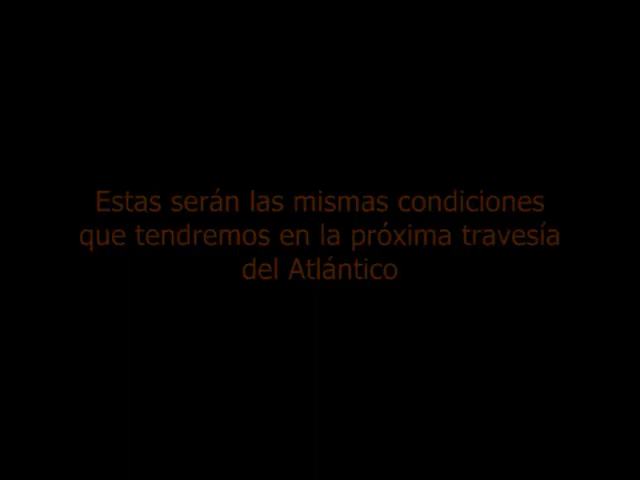 Estas serán las mismas condiciones
que tendremos en la próxima travesía
del Atlántico